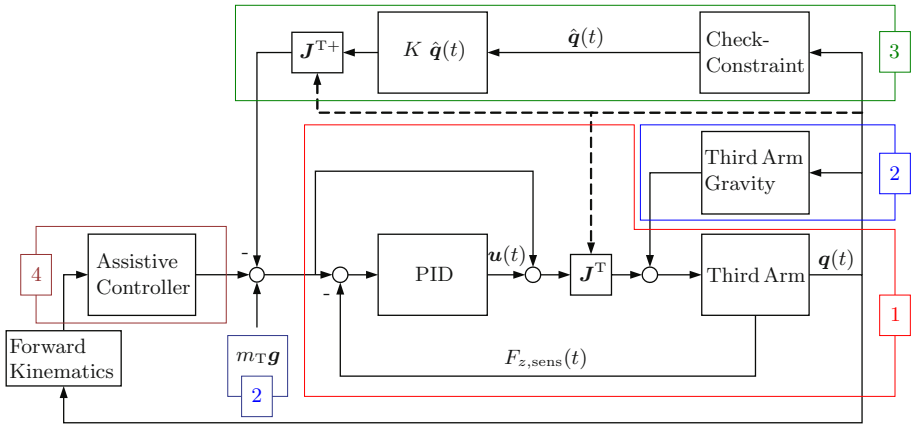 J^{T+}
K q̂(t)
q̂(t)
Check-
Constraint
3
Third Arm
Gravity
2
4
Assistive
Controller
-
-
PID
u(t)
J^T
Third Arm
q(t)
1
Forward
Kinematics
m_T g
2
F_{z,sens}(t)